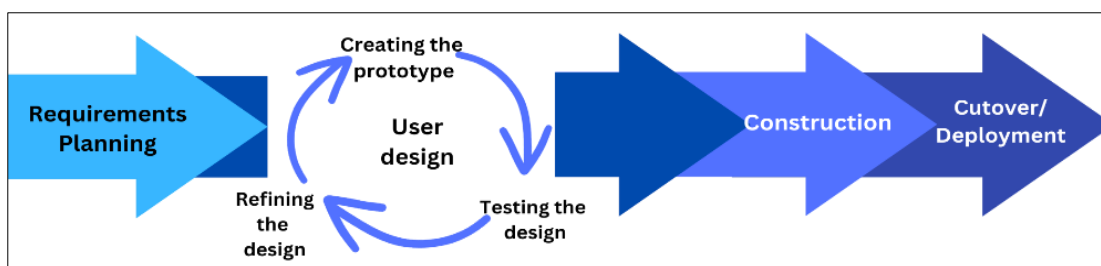 Requirements
Planning
Creating the
prototype
User
design
Testing the
design
Refining
the
design
Construction
Cutover/
Deployment